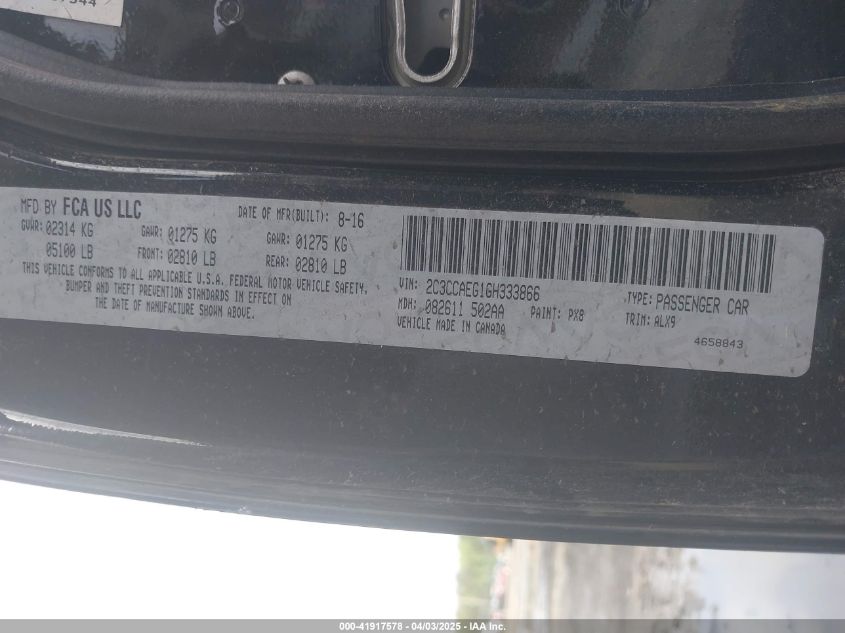 MFD BY FCA US LLC
DATE OF MFR(BUILT): 8-16
GVWR: 02314 KG
05100 LB
GAWR: 01275 KG
FRONT: 02810 LB
GAWR: 01275 KG
REAR: 02810 LB
THIS VEHICLE CONFORMS TO ALL APPLICABLE U.S.A. FEDERAL MOTOR VEHICLE SAFETY,
BUMPER AND THEFT PREVENTION STANDARDS IN EFFECT ON
THE DATE OF MANUFACTURE SHOWN ABOVE.
VIN: 2C3CCAEG1GH333866
TYPE: PASSENGER CAR
MDH: 082611 502AA
PAINT: PX8
TRIM: ALX9
VEHICLE MADE IN CANADA
4658843
000-41917578 - 04/03/2025 - IAA Inc.